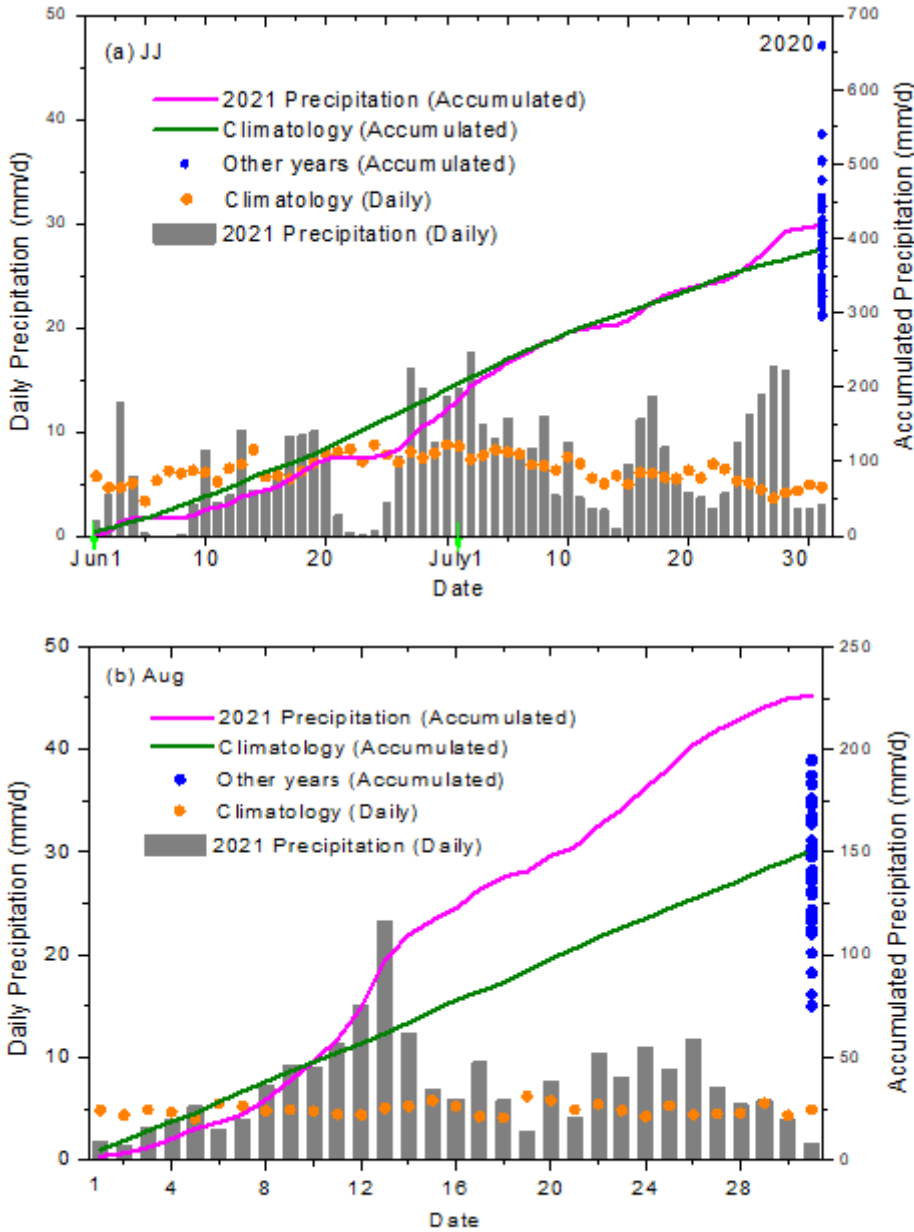 (a) JJ
2020
2021 Precipitation (Accumulated)
Climatology (Accumulated)
Other years (Accumulated)
Climatology (Daily)
2021 Precipitation (Daily)
Daily Precipitation (mm/d)
50
40
30
20
10
0
Accumulated Precipitation (mm/d)
700
600
500
400
300
200
100
0
Jun1 10 20 July1 10 20 30
Date
(b) Aug
2021 Precipitation (Accumulated)
Climatology (Accumulated)
Other years (Accumulated)
Climatology (Daily)
2021 Precipitation (Daily)
Daily Precipitation (mm/d)
50
40
30
20
10
0
Accumulated Precipitation (mm/d)
250
200
150
100
50
0
1 4 8 12 16 20 24 28
Date